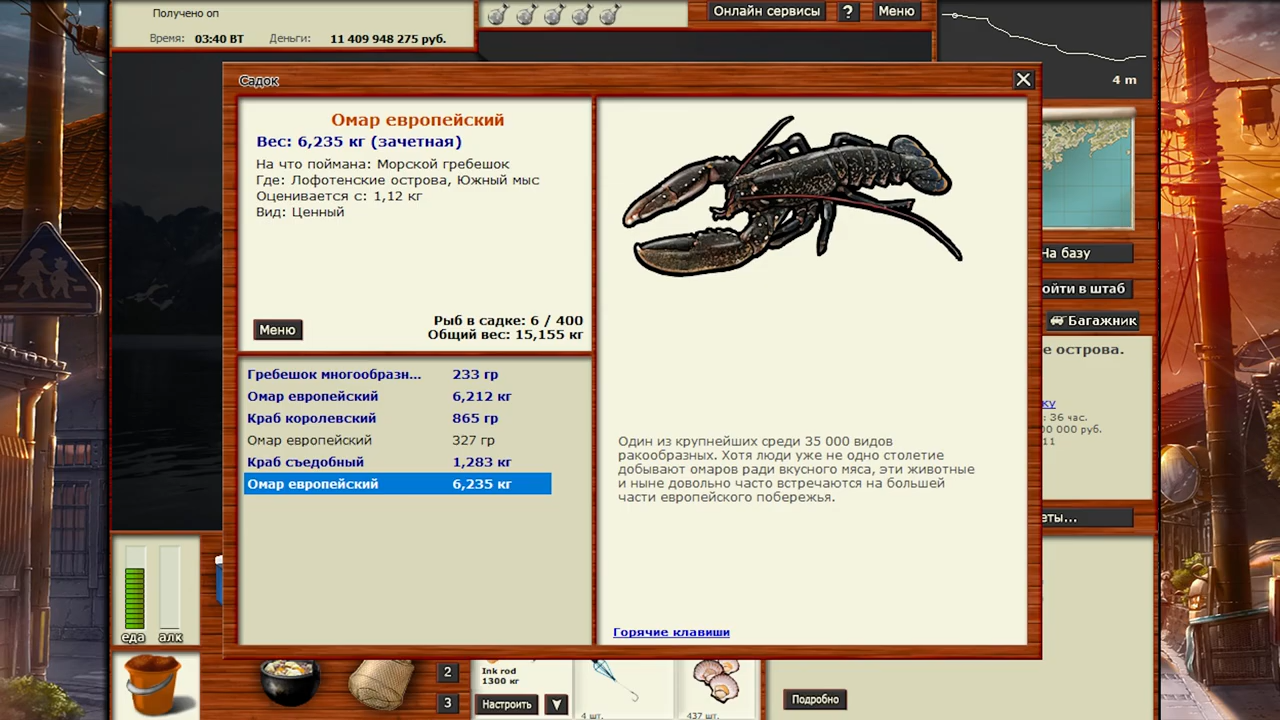 Получено оп
Время: 03:40 ВТ Деньги: 11 409 948 275 руб.
Онлайн сервисы ? Меню
4 m
Садок
Омар европейский
Вес: 6,235 кг (зачетная)
На что поймана: Морской гребешок
Где: Лофотенские острова, Южный мыс
Оценивается с: 1,12 кг
Вид: Ценный
Меню
Рыб в садке: 6 / 400
Общий вес: 15,155 кг
Гребешок многообразн... 233 гр
Омар европейский 6,212 кг
Краб королевский 865 гр
Омар европейский 327 гр
Краб съедобный 1,283 кг
Омар европейский 6,235 кг
Один из крупнейших среди 35 000 видов
ракообразных. Хотя люди уже не одно столетие
добывают омаров ради вкусного мяса, эти животные
и ныне довольно часто встречаются на большей
части европейского побережья.
Горячие клавиши
На базу
ойти в штаб
Багажник
е острова.
ку
: 36 час.
00 000 руб.
11
еты...
еда алк
2
3
Ink rod
1300 кг
Настроить
4 шт.
437 шт.
Подробно